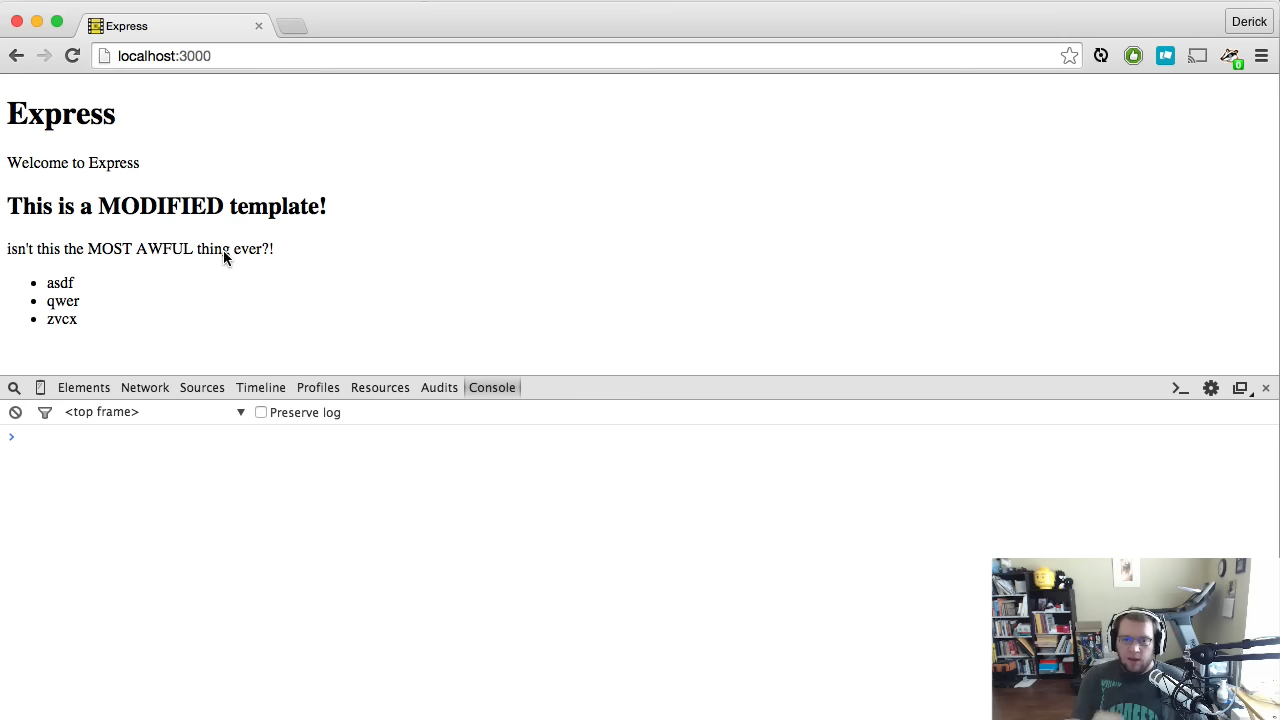 Express
Derick
localhost:3000
Express
Welcome to Express
This is a MODIFIED template!
isn't this the MOST AWFUL thing ever?!
asdf
qwer
zvcx
Elements Network Sources Timeline Profiles Resources Audits Console
<top frame> Preserve log